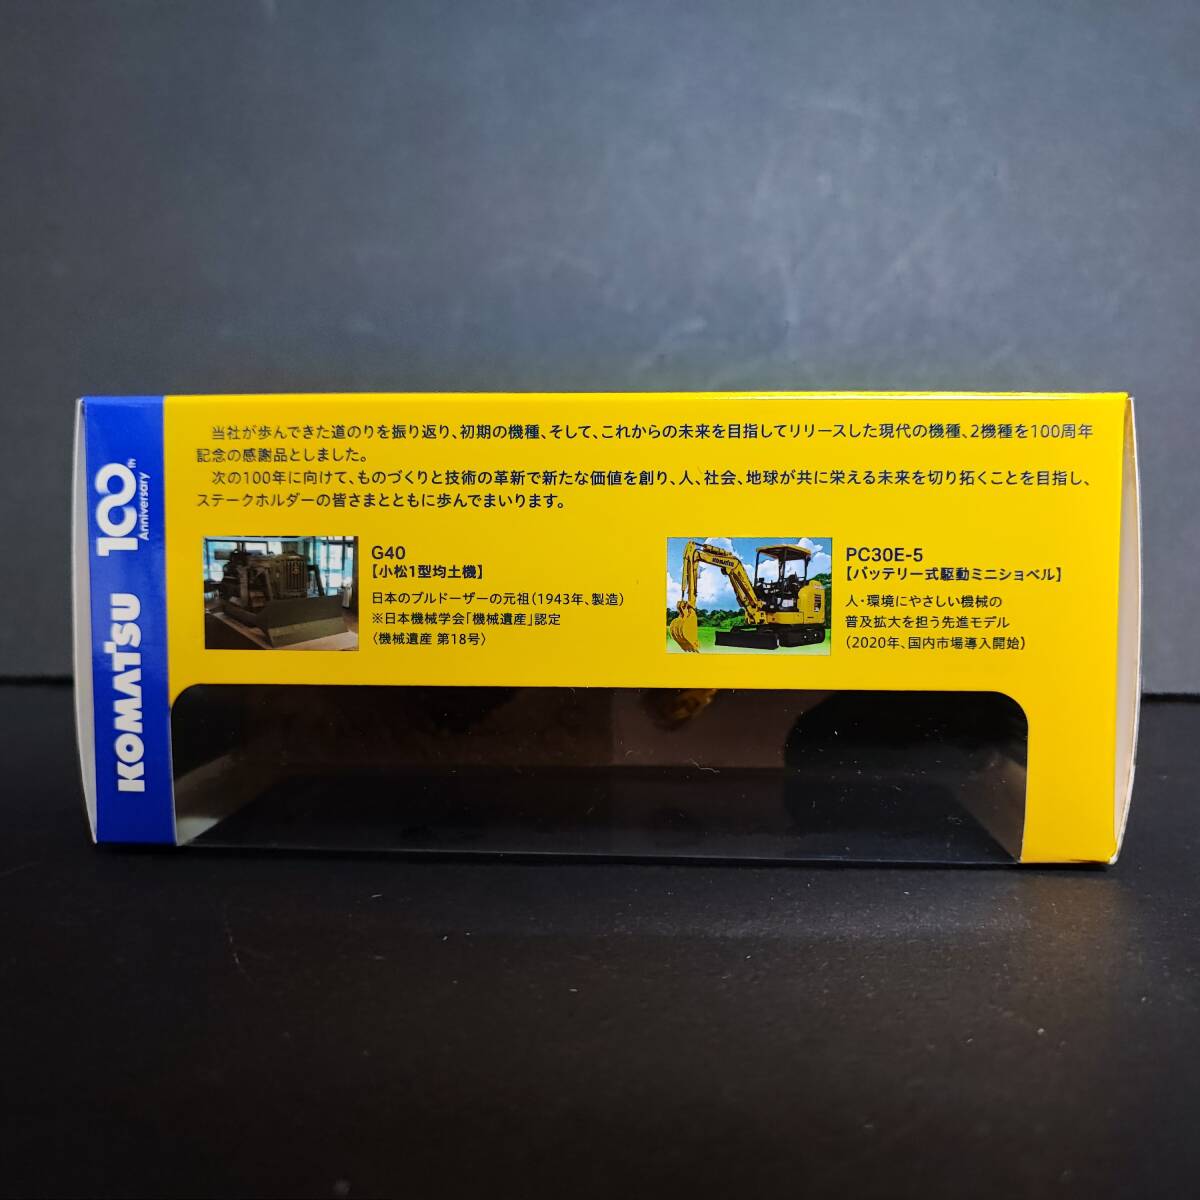 KOMATSU
100th
Anniversary
当社が歩んできた道のりを振り返り、初期の機種、そして、これからの未来を目指してリリースした現代の機種、2機種を100周年
記念の感謝品としました。
次の100年に向けて、ものづくりと技術の革新で新たな価値を創り、人、社会、地球が共に栄える未来を切り拓くことを目指し、
ステークホルダーの皆さまとともに歩んでまいります。
G40
【小松1型均土機】
日本のブルドーザーの元祖(1943年、製造)
※日本機械学会「機械遺産」認定
〈機械遺産 第18号〉
KOMATSU
PC30E-5
【バッテリー式駆動ミニショベル】
人・環境にやさしい機械の
普及拡大を担う先進モデル
(2020年、国内市場導入開始)